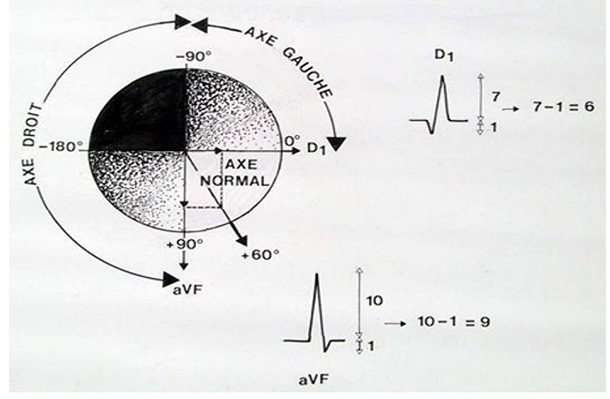 AXE GAUCHE
AXE DROIT
−90°
−180°
0°
D₁
AXE
NORMAL
+60°
+90°
aVF
D₁
7
1
7−1=6
10
1
10−1=9
aVF